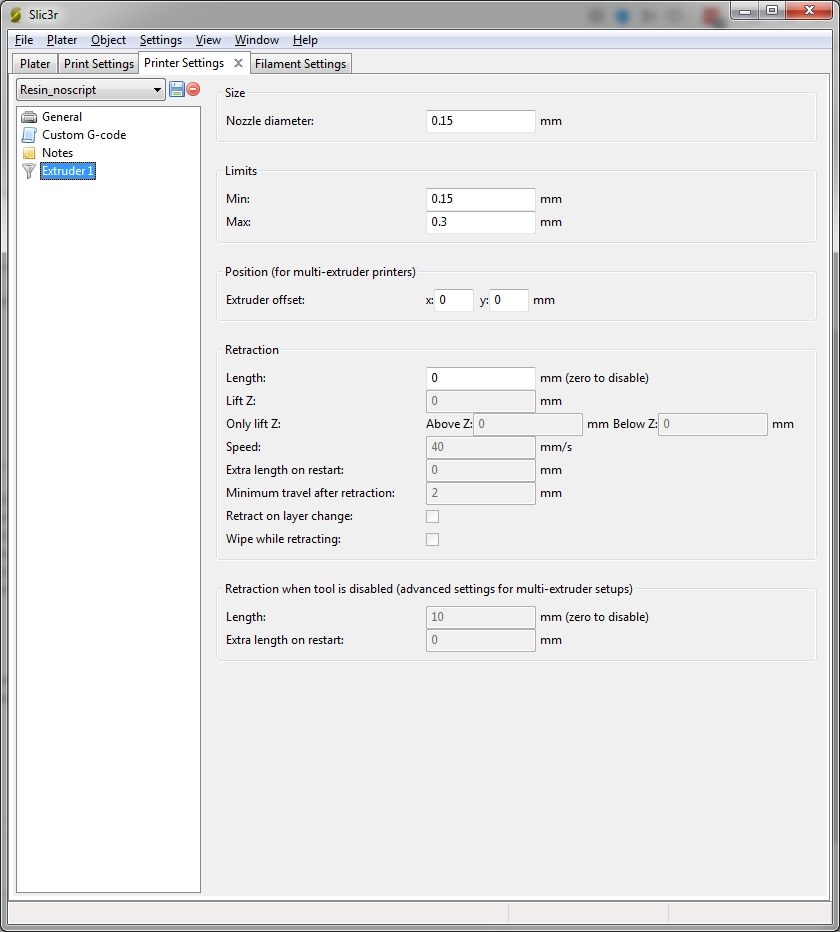 Slic3r
File Plater Object Settings View Window Help
Plater Print Settings Printer Settings X Filament Settings
Resin_noscript
General
Custom G-code
Notes
Extruder 1
Size
Nozzle diameter: 0.15 mm
Limits
Min: 0.15 mm
Max: 0.3 mm
Position (for multi-extruder printers)
Extruder offset: x: 0 y: 0 mm
Retraction
Length: 0 mm (zero to disable)
Lift Z: 0 mm
Only lift Z: Above Z: 0 mm Below Z: 0 mm
Speed: 40 mm/s
Extra length on restart: 0 mm
Minimum travel after retraction: 2 mm
Retract on layer change:
Wipe while retracting:
Retraction when tool is disabled (advanced settings for multi-extruder setups)
Length: 10 mm (zero to disable)
Extra length on restart: 0 mm